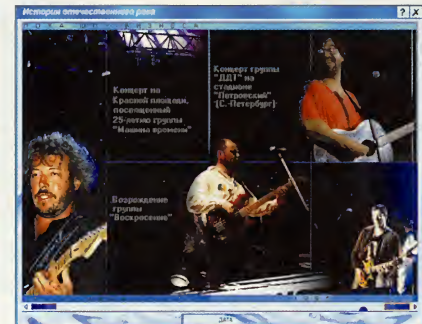 История отечественного рока
? X
Концерт на
Красной площади,
посвященный
25-летию группы
"Машина времени"
Концерт группы
"ДДТ" на
стадионе
"Петровский"
(С.-Петербург)
Возрождение
группы
"Воскресение"